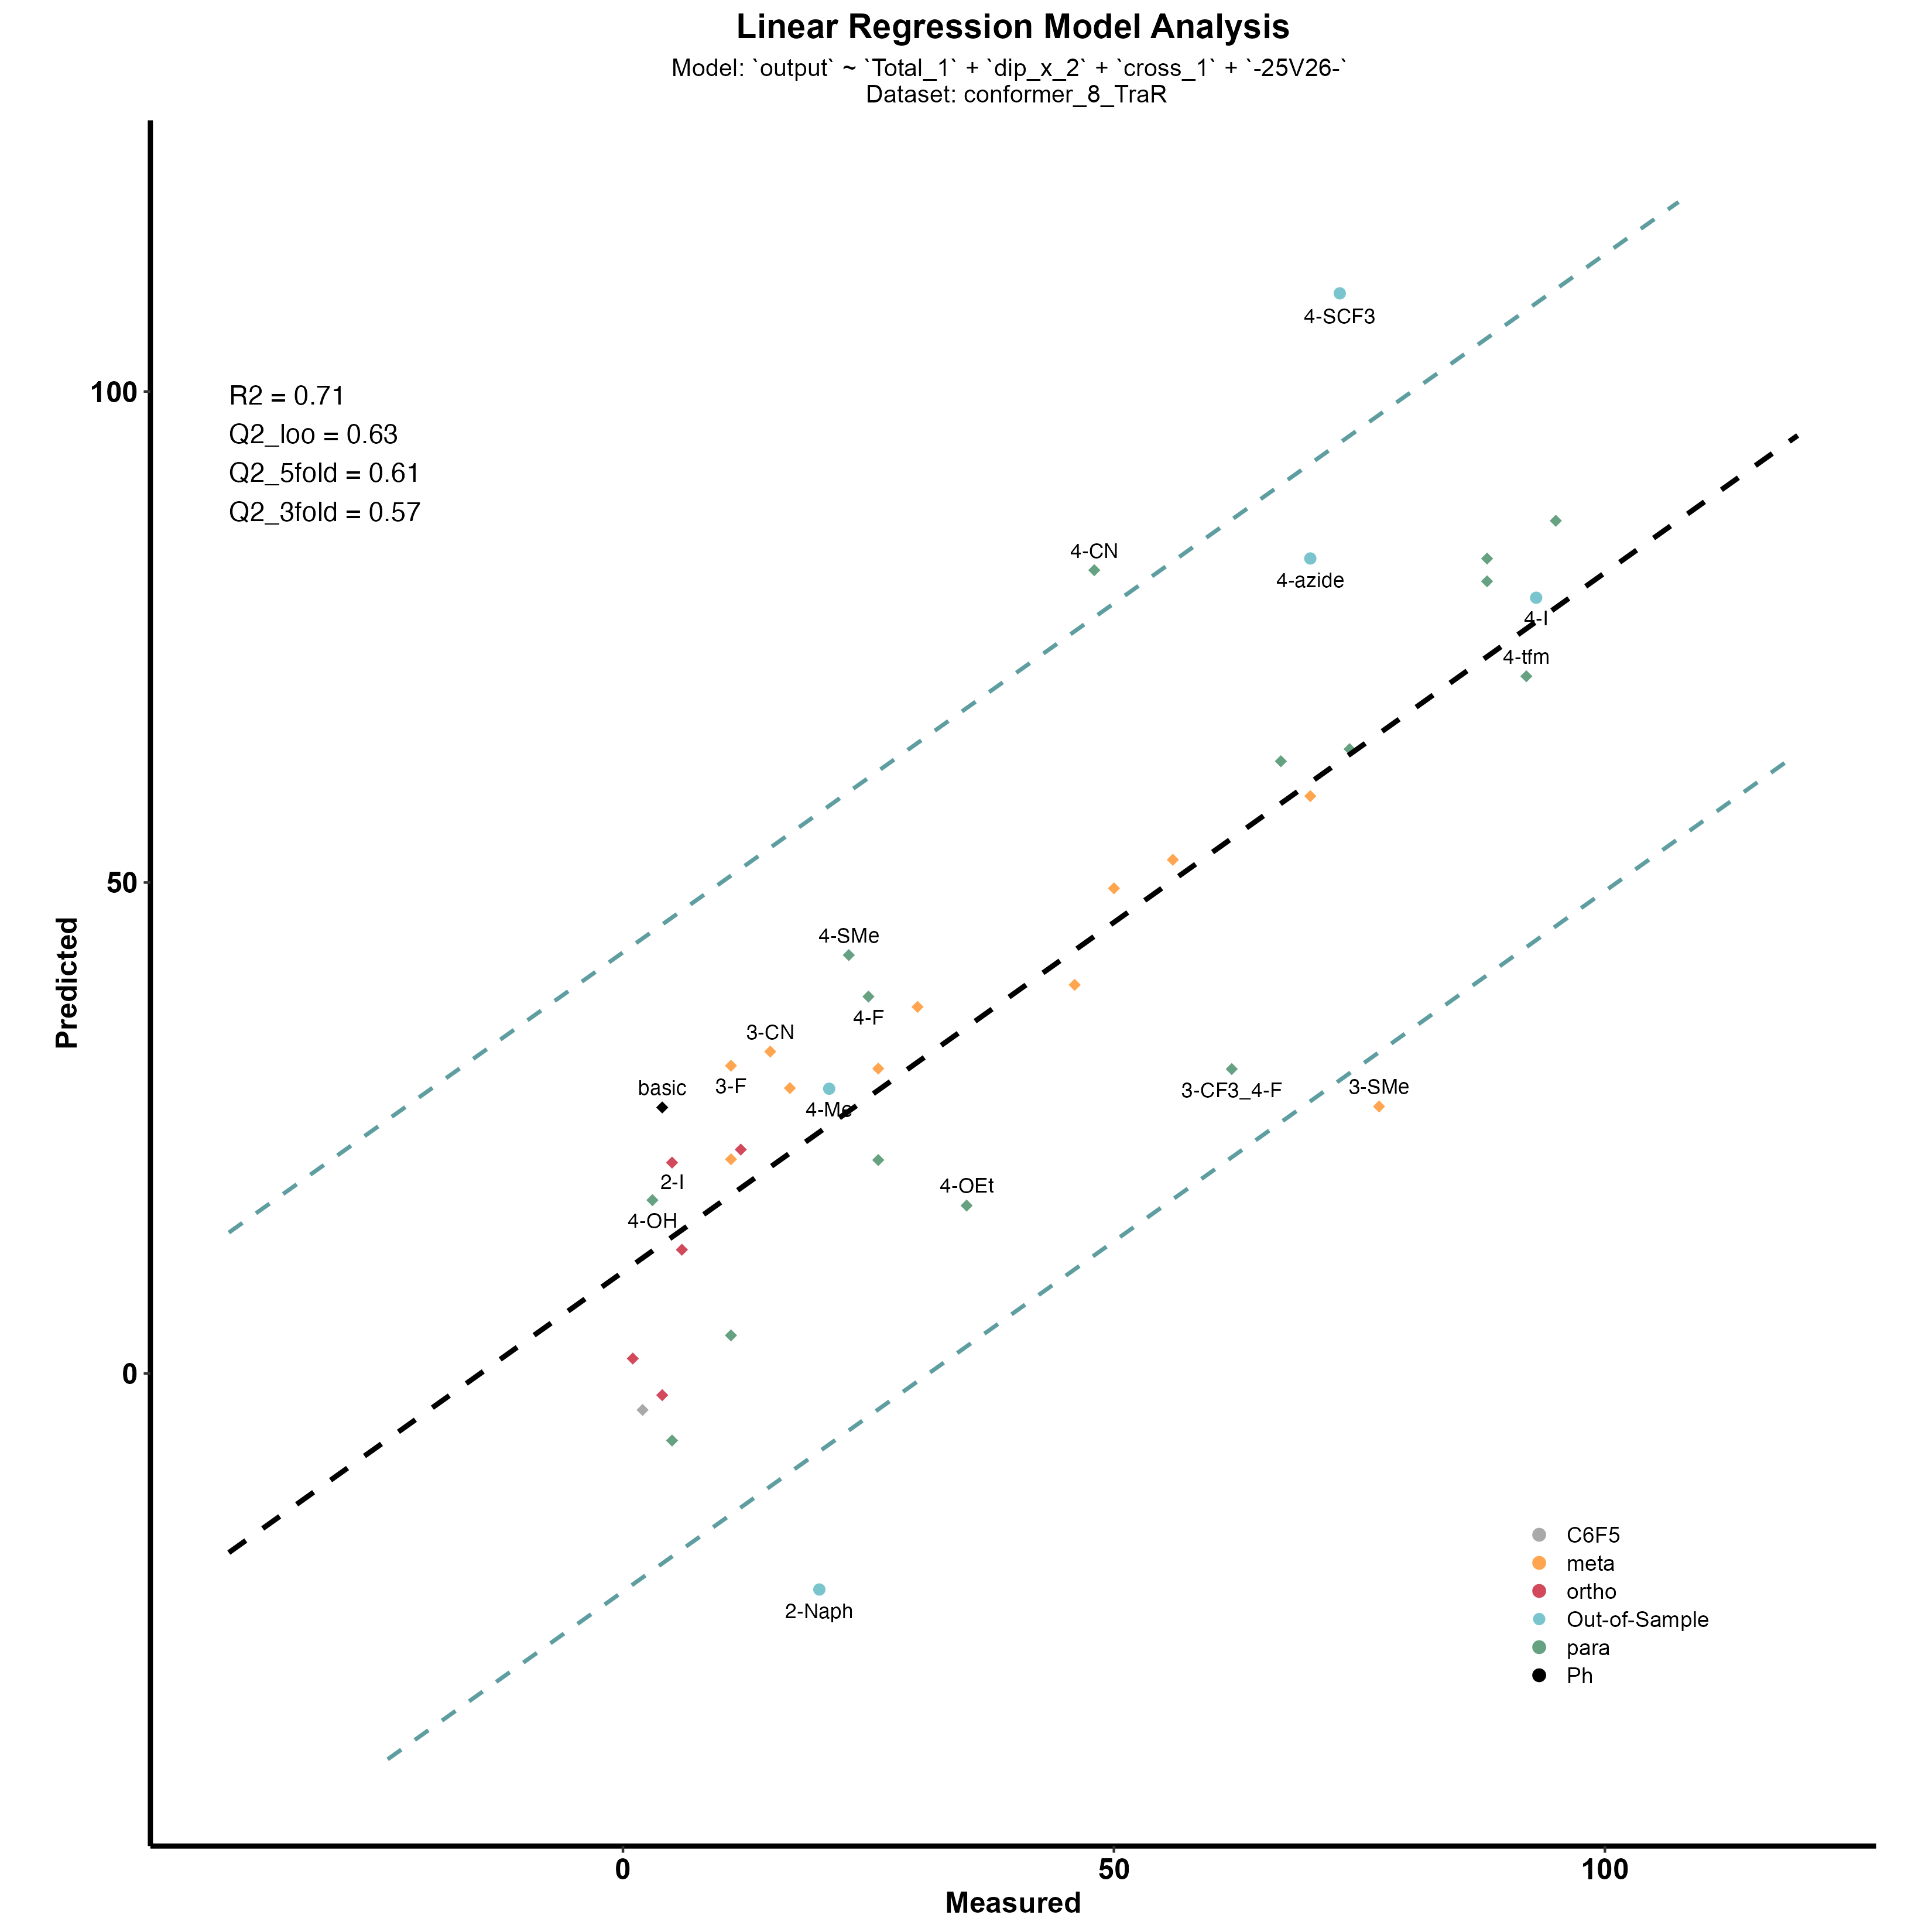 Linear Regression Model Analysis
Model: `output` ~ `Total_1` + `dip_x_2` + `cross_1` + `-25V26-`
Dataset: conformer_8_TraR
4-SCF3
100
R2 = 0.71
Q2_loo = 0.63
Q2_5fold = 0.61
Q2_3fold = 0.57
4-CN
4-azide
4-I
4-tfm
50
Predicted
4-SMe
4-F
3-CN
3-F
basic
4-Me
3-CF3_4-F
3-SMe
2-I
4-OEt
4-OH
0
2-Naph
C6F5
meta
ortho
Out-of-Sample
para
Ph
0 50 100
Measured